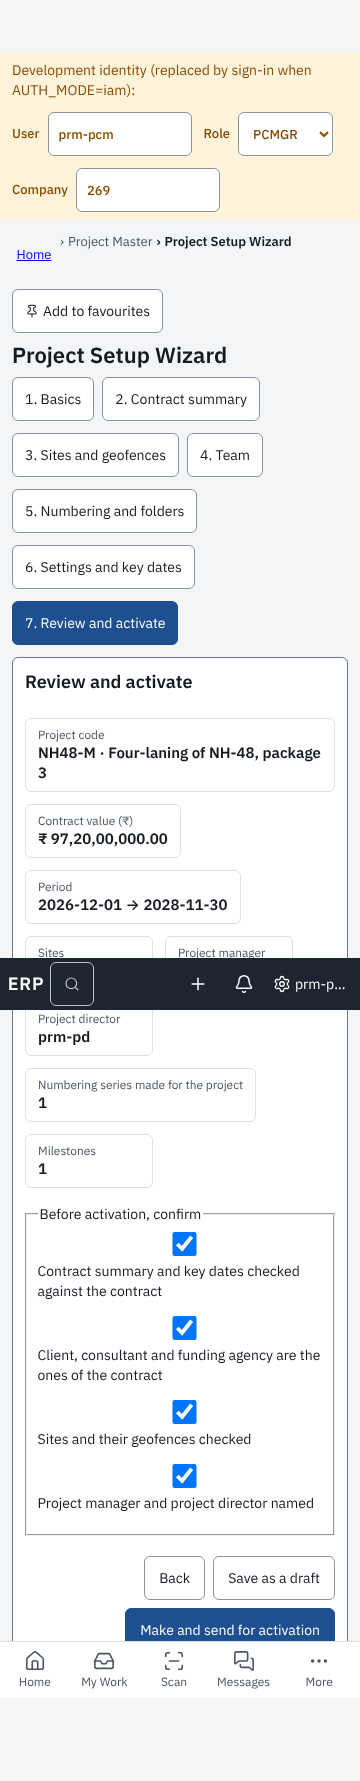 Development identity (replaced by sign-in when
AUTH_MODE=iam):
User prm-pcm Role PCMGR
Company 269
Home › Project Master › Project Setup Wizard
Add to favourites
Project Setup Wizard
1. Basics 2. Contract summary
3. Sites and geofences 4. Team
5. Numbering and folders
6. Settings and key dates
7. Review and activate
Review and activate
Project code
NH48-M · Four-laning of NH-48, package
3
Contract value (₹)
₹ 97,20,00,000.00
Period
2026-12-01 → 2028-11-30
Sites Project manager
ERP prm-p...
Project director
prm-pd
Numbering series made for the project
1
Milestones
1
Before activation, confirm
Contract summary and key dates checked
against the contract
Client, consultant and funding agency are the
ones of the contract
Sites and their geofences checked
Project manager and project director named
Back Save as a draft
Make and send for activation
Home My Work Scan Messages More